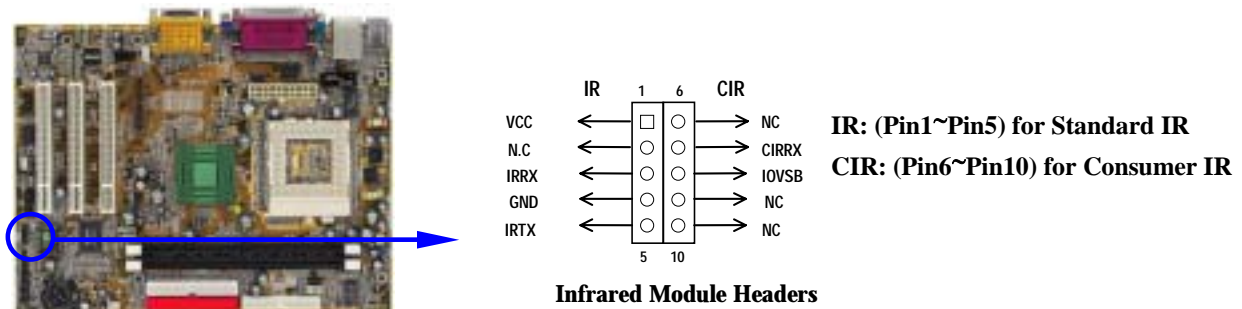 IR 1 6 CIR
VCC NC
N.C CIRRX
IRRX IOVSB
GND NC
IRTX NC
5 10
Infrared Module Headers
IR: (Pin1~Pin5) for Standard IR
CIR: (Pin6~Pin10) for Consumer IR